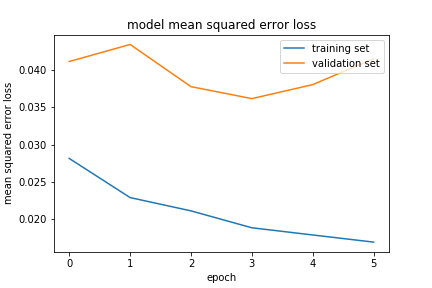 model mean squared error loss
training set
validation set
mean squared error loss
0.040
0.035
0.030
0.025
0.020
0 1 2 3 4 5
epoch